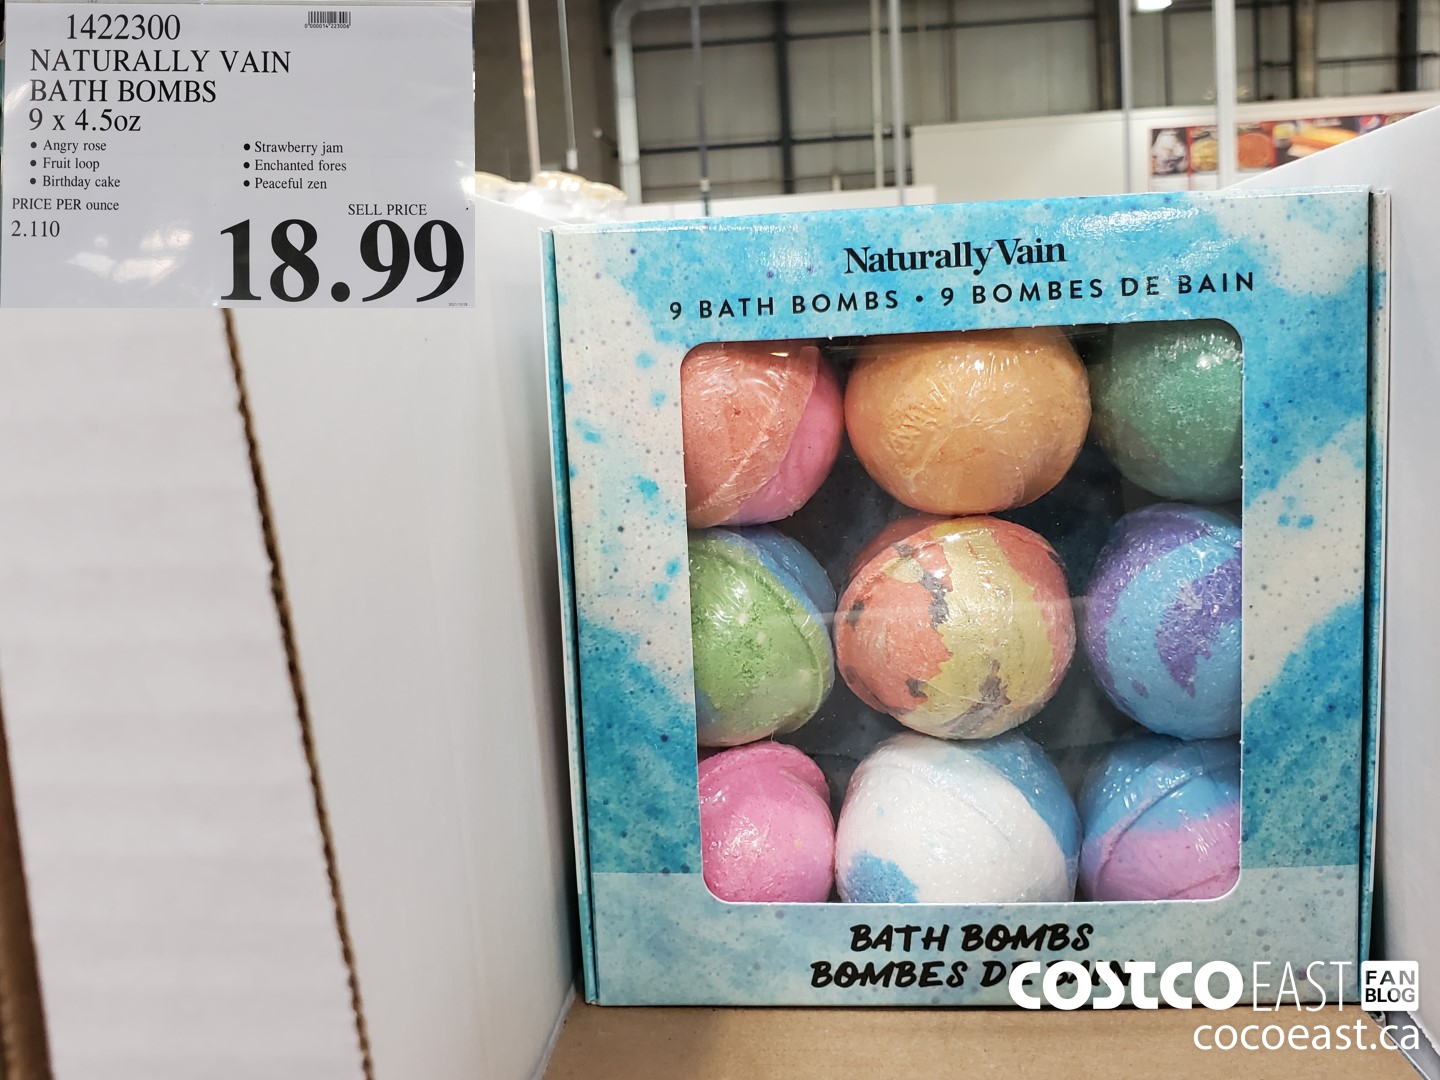 1422300
NATURALLY VAIN
BATH BOMBS
9 x 4.5oz
• Angry rose
• Fruit loop
• Birthday cake
• Strawberry jam
• Enchanted fores
• Peaceful zen
PRICE PER ounce
2.110
SELL PRICE
18.99
Naturally Vain
9 BATH BOMBS • 9 BOMBES DE BAIN
BATH BOMBS
BOMBES DE BAIN
COSTCO EAST FAN BLOG
cocoeast.ca